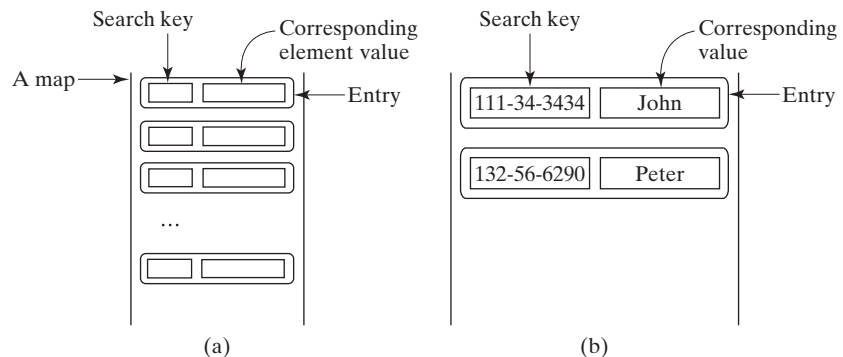 Search key
Corresponding
element value
A map
Entry
...
(a)
Search key
Corresponding
value
111-34-3434
John
Entry
132-56-6290
Peter
(b)